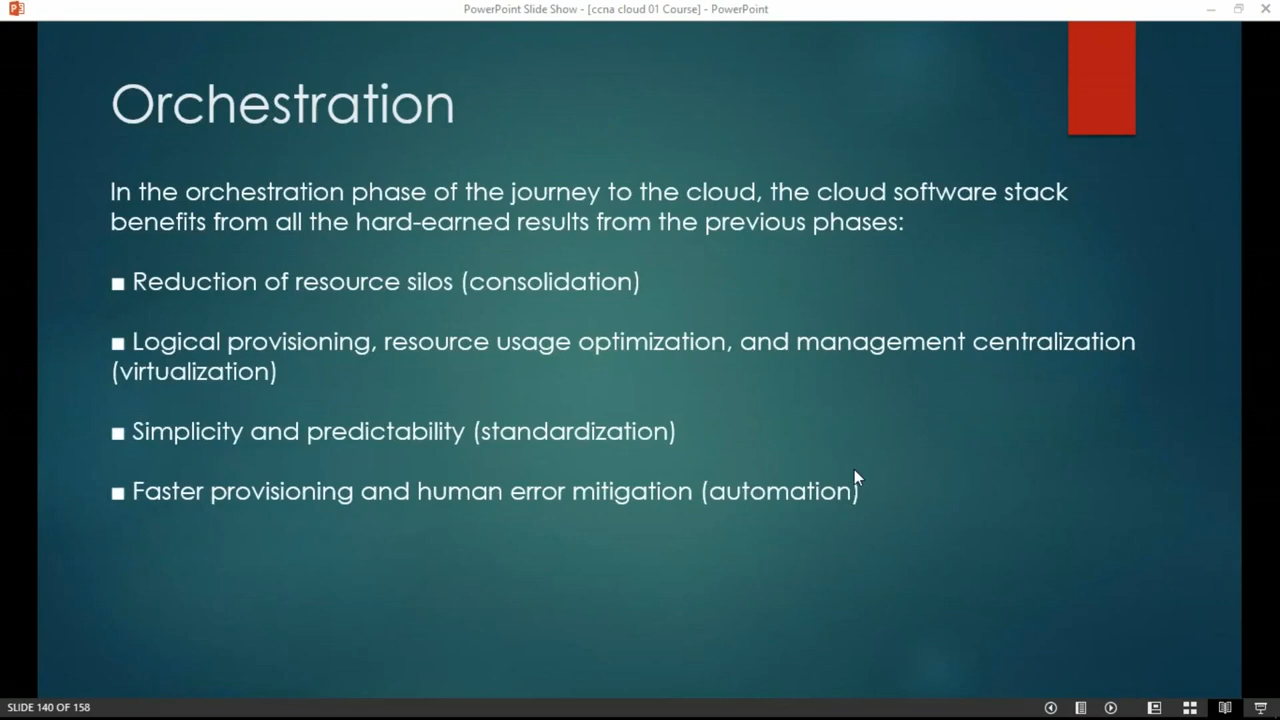 PowerPoint Slide Show - [ccna cloud 01 Course] - PowerPoint
Orchestration
In the orchestration phase of the journey to the cloud, the cloud software stack
benefits from all the hard-earned results from the previous phases:
■ Reduction of resource silos (consolidation)
■ Logical provisioning, resource usage optimization, and management centralization
(virtualization)
■ Simplicity and predictability (standardization)
■ Faster provisioning and human error mitigation (automation)
SLIDE 140 OF 158